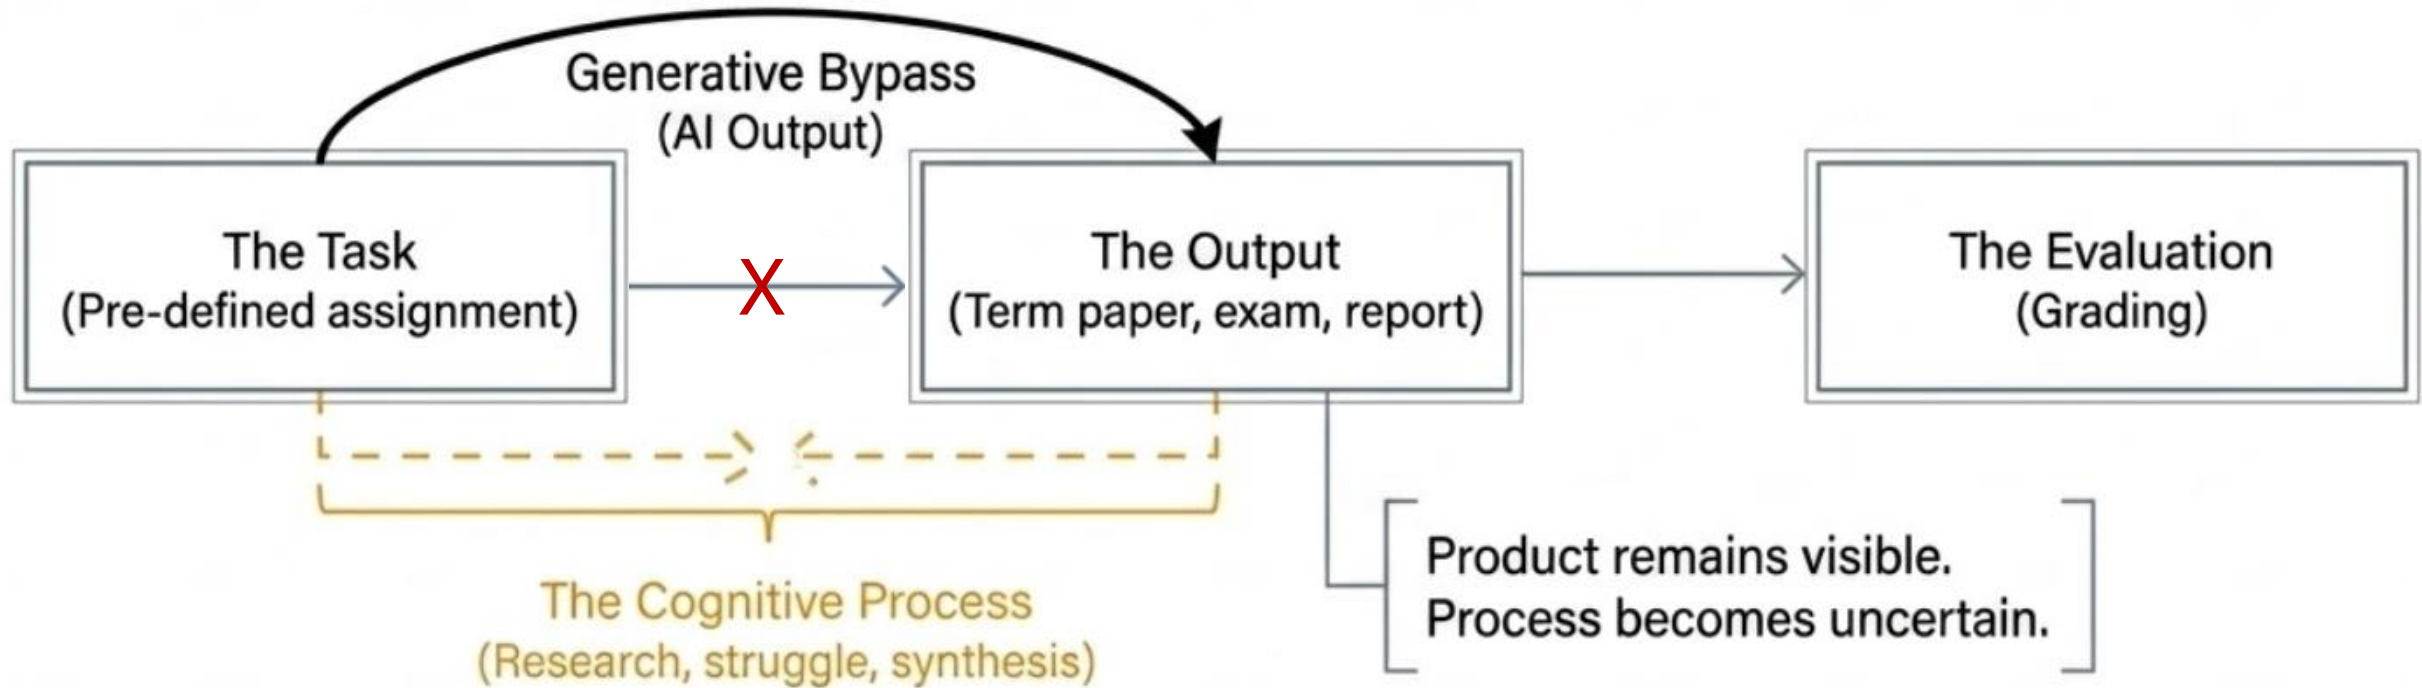 Generative Bypass
(AI Output)
The Task
(Pre-defined assignment)
X
The Output
(Term paper, exam, report)
The Evaluation
(Grading)
The Cognitive Process
(Research, struggle, synthesis)
Product remains visible.
Process becomes uncertain.